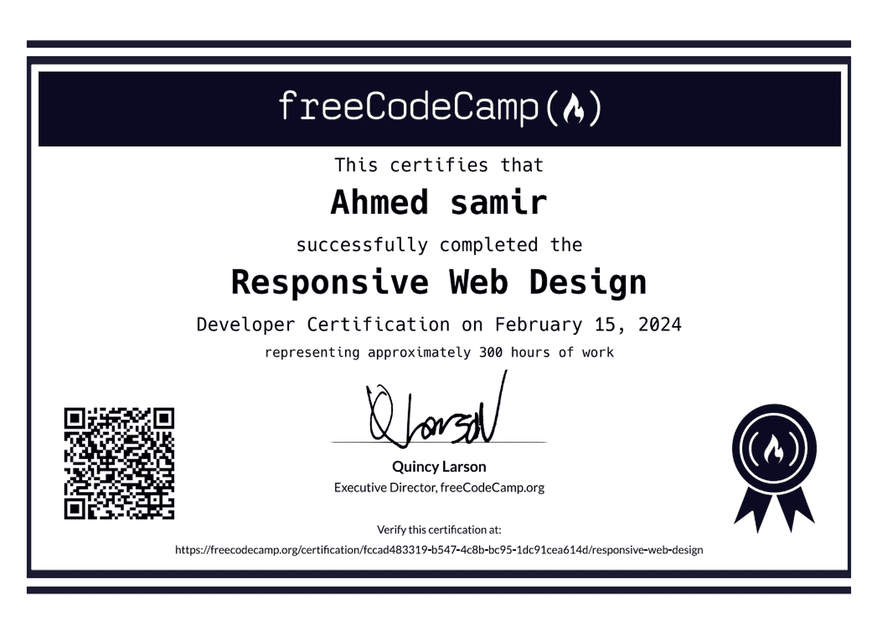 freeCodeCamp
This certifies that
Ahmed samir
successfully completed the
Responsive Web Design
Developer Certification on February 15, 2024
representing approximately 300 hours of work
Quincy Larson
Executive Director, freeCodeCamp.org
Verify this certification at:
https://freecodecamp.org/certification/fccad483319-b547-4c8b-bc95-1dc91cea614d/responsive-web-design